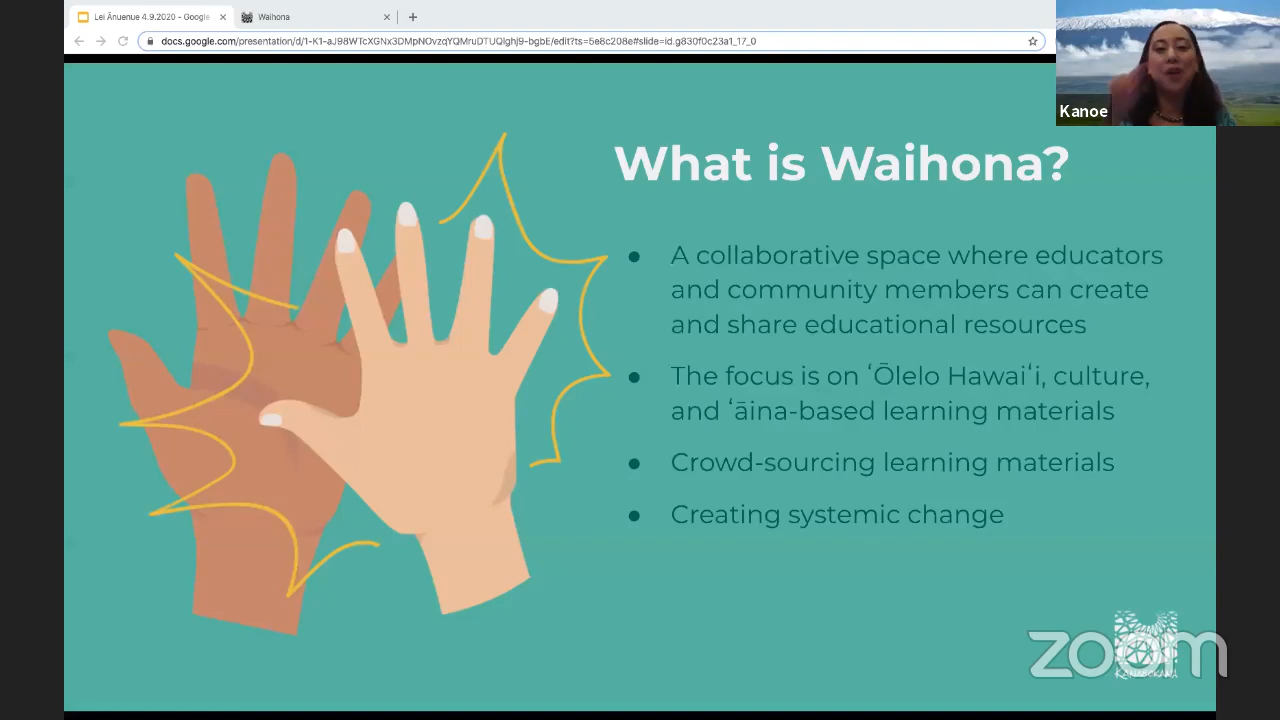 Lei Ānuenue 4.9.2020 - Google
Waihona
docs.google.com/presentation/d/1-K1-aJ98WTcXGNx3DMpNOvzqYQMruDTUQIghJ9-bgbE/edit?ts=5e8c208e#slide=id.g830f0c23a1_17_0
Kanoe
What is Waihona?
● A collaborative space where educators
and community members can create
and share educational resources
● The focus is on ʻŌlelo Hawaiʻi, culture,
and ʻāina-based learning materials
● Crowd-sourcing learning materials
● Creating systemic change
zoom
KANAEOKANA